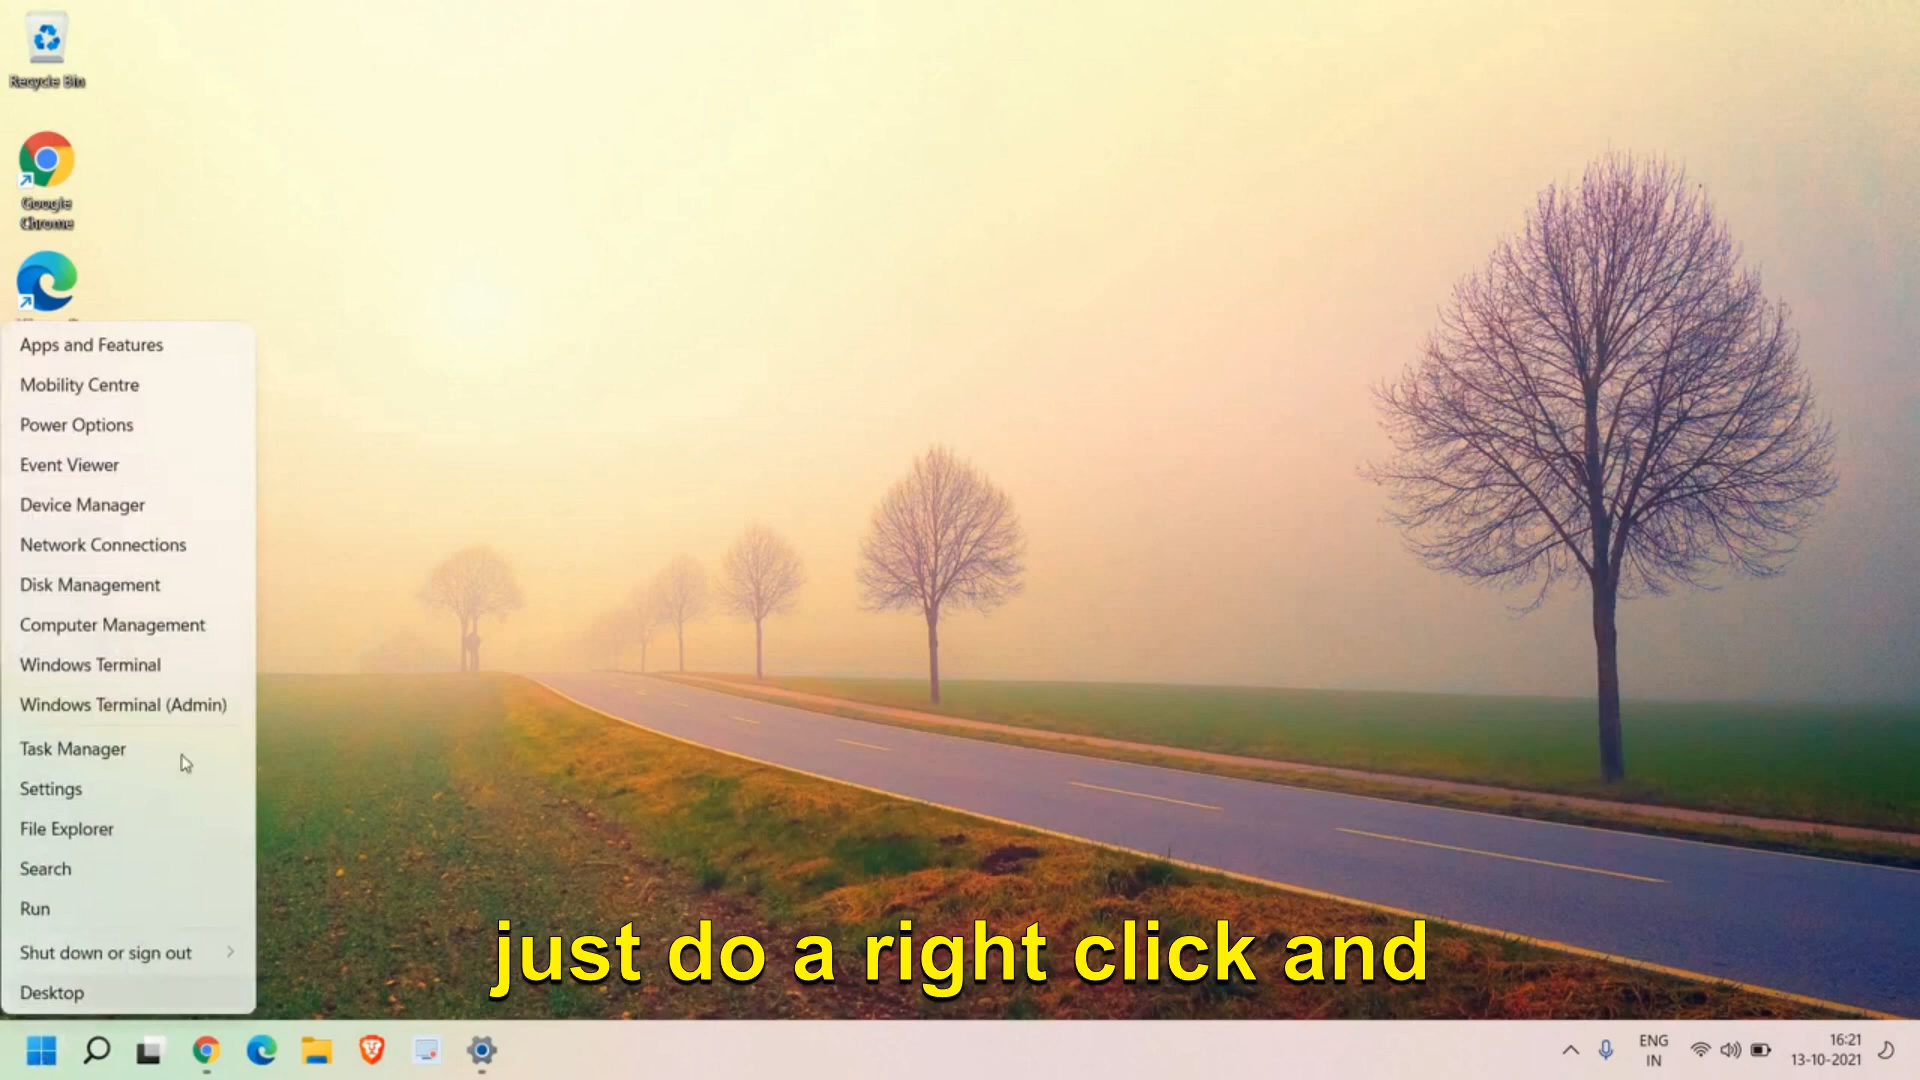 Recycle Bin
Google
Chrome
Apps and Features
Mobility Centre
Power Options
Event Viewer
Device Manager
Network Connections
Disk Management
Computer Management
Windows Terminal
Windows Terminal (Admin)
Task Manager
Settings
File Explorer
Search
Run
Shut down or sign out
Desktop
just do a right click and
ENG
IN
16:21
13-10-2021